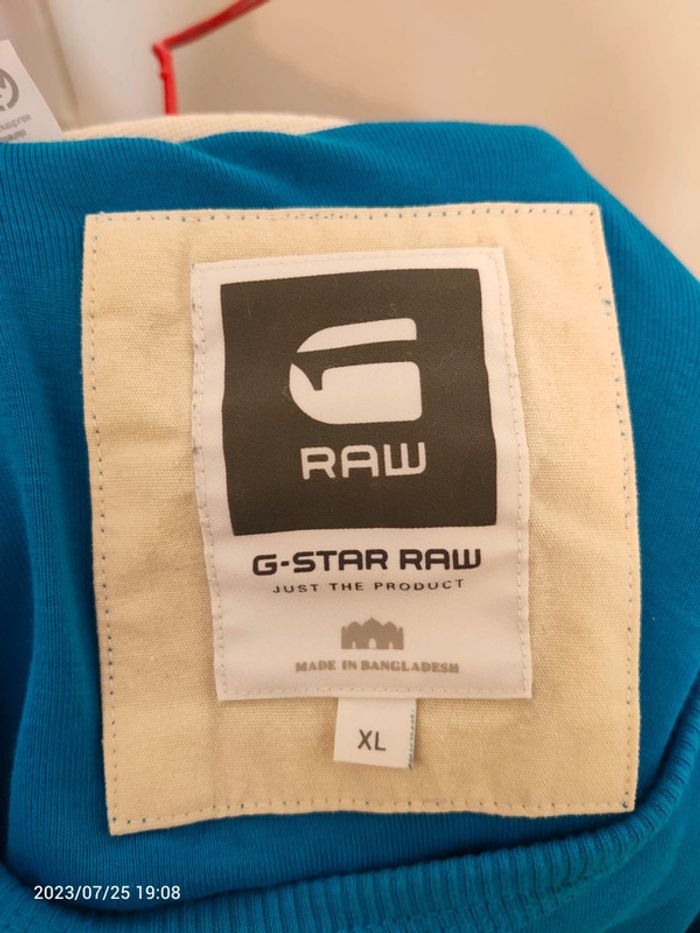 RAW
G-STAR RAW
JUST THE PRODUCT
MADE IN BANGLADESH
XL
2023/07/25 19:08